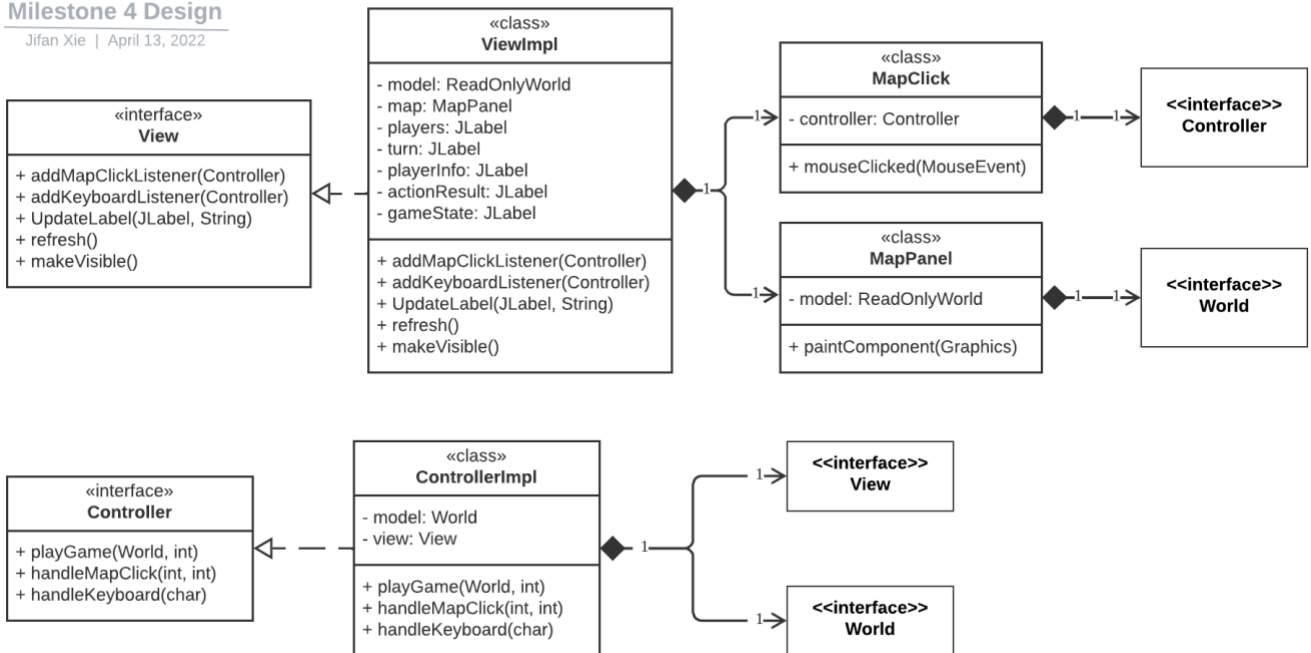 Milestone 4 Design
Jifan Xie | April 13, 2022
«interface»
View
+ addMapClickListener(Controller)
+ addKeyboardListener(Controller)
+ UpdateLabel(JLabel, String)
+ refresh()
+ makeVisible()
«class»
ViewImpl
- model: ReadOnlyWorld
- map: MapPanel
- players: JLabel
- turn: JLabel
- playerInfo: JLabel
- actionResult: JLabel
- gameState: JLabel
+ addMapClickListener(Controller)
+ addKeyboardListener(Controller)
+ UpdateLabel(JLabel, String)
+ refresh()
+ makeVisible()
1
1
1
«class»
MapClick
- controller: Controller
+ mouseClicked(MouseEvent)
1
1
<<interface>>
Controller
«class»
MapPanel
- model: ReadOnlyWorld
+ paintComponent(Graphics)
1
1
<<interface>>
World
«interface»
Controller
+ playGame(World, int)
+ handleMapClick(int, int)
+ handleKeyboard(char)
«class»
ControllerImpl
- model: World
- view: View
+ playGame(World, int)
+ handleMapClick(int, int)
+ handleKeyboard(char)
1
1
<<interface>>
View
1
<<interface>>
World